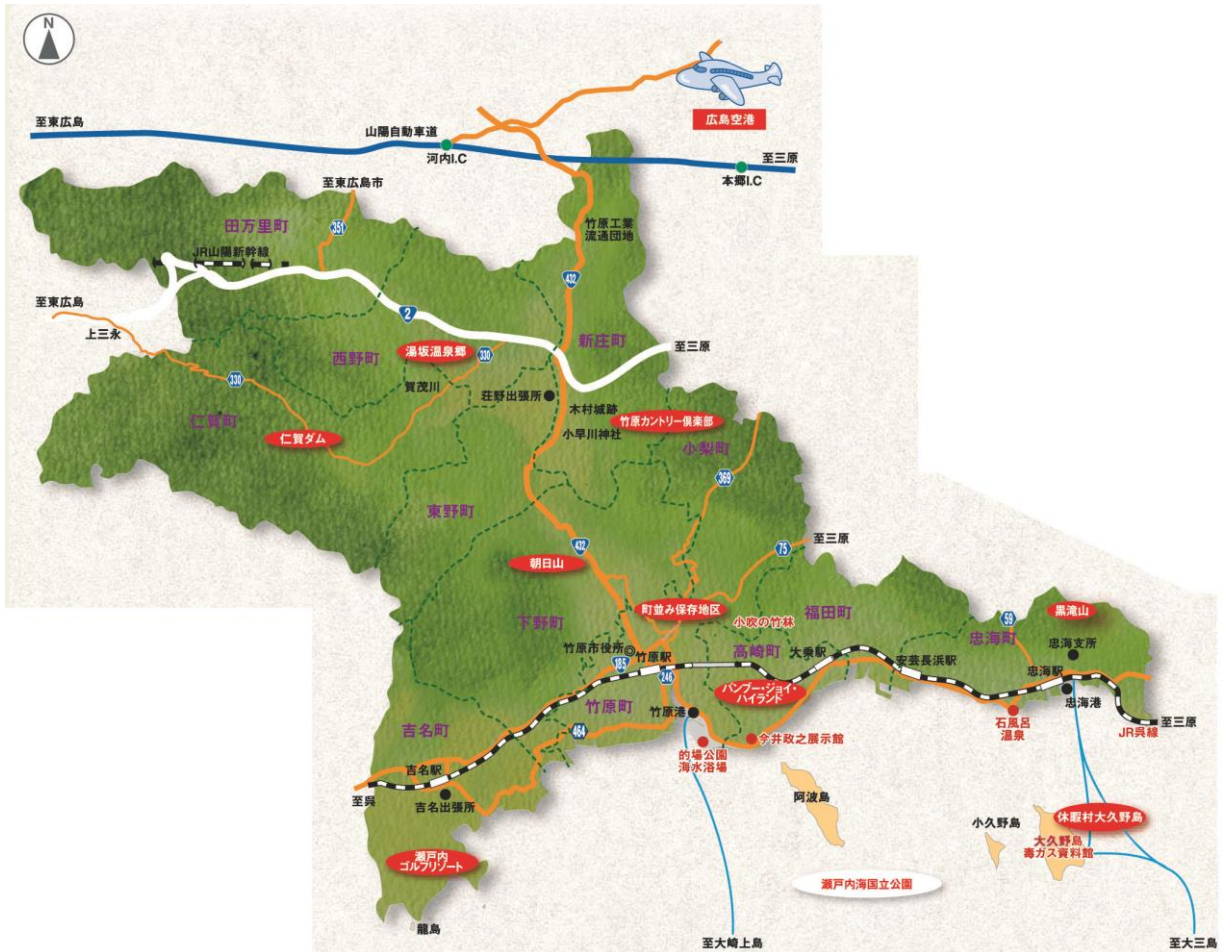 N
広島空港
至東広島
山陽自動車道
河内I.C
至三原
本郷I.C
至東広島市
田万里町
351
竹原工業
流通団地
JR山陽新幹線
432
至東広島
上三永
2
新庄町
至三原
湯坂温泉郷
330
西野町
330
賀茂川
荘野出張所
木村城跡
竹原カントリー倶楽部
仁賀町
仁賀ダム
小早川神社
小梨町
369
東野町
432
75
至三原
朝日山
町並み保存地区
福田町
59
黒滝山
下野町
小吹の竹林
忠海町
竹原市役所
竹原駅
高崎町
大乗駅
安芸長浜駅
忠海支所
185
246
忠海駅
バンブー・ジョイ・
ハイランド
忠海港
竹原町
竹原港
石風呂
温泉
至三原
JR呉線
吉名町
464
今井政之展示館
的場公園
海水浴場
吉名駅
至呉
吉名出張所
阿波島
小久野島
休暇村大久野島
大久野島
毒ガス資料館
瀬戸内
ゴルフリゾート
瀬戸内海国立公園
龍島
至大崎上島
至大三島